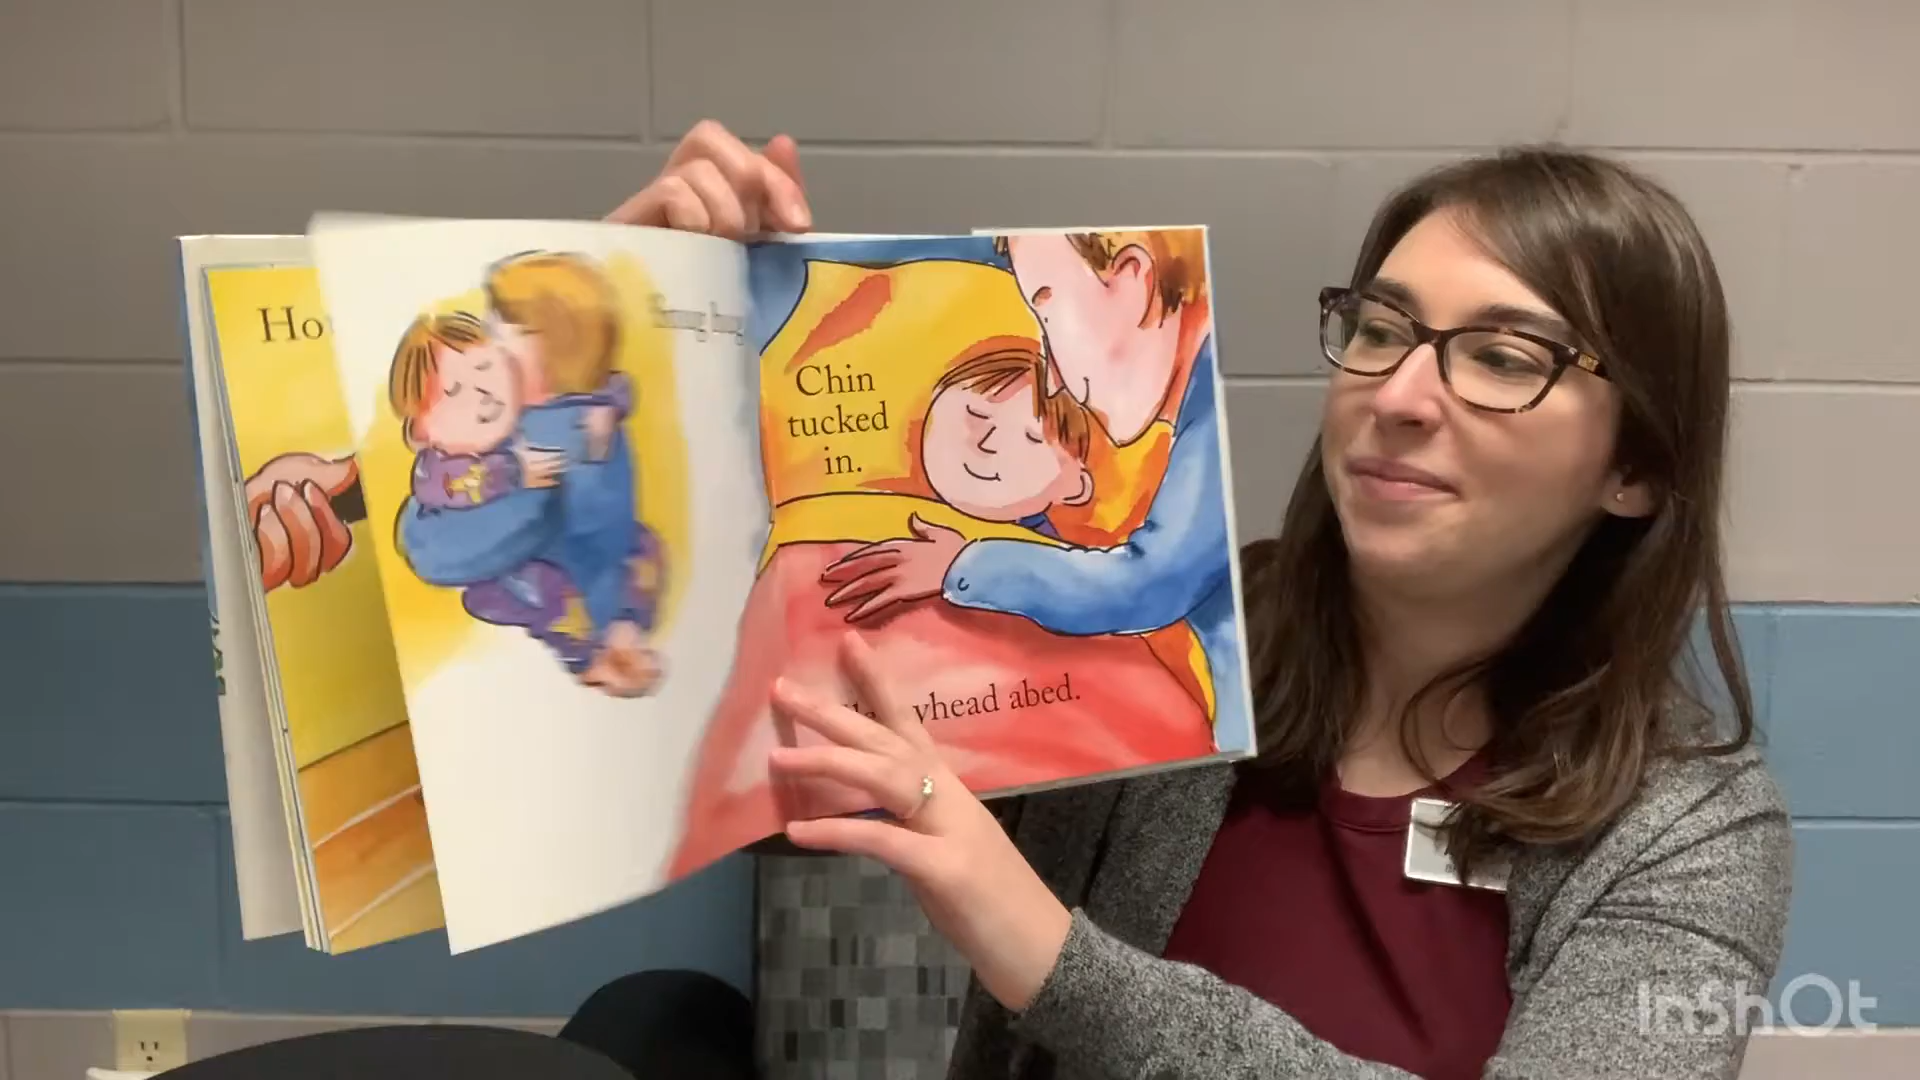 Ho
Chin
tucked
in.
yhead abed.
InShOt